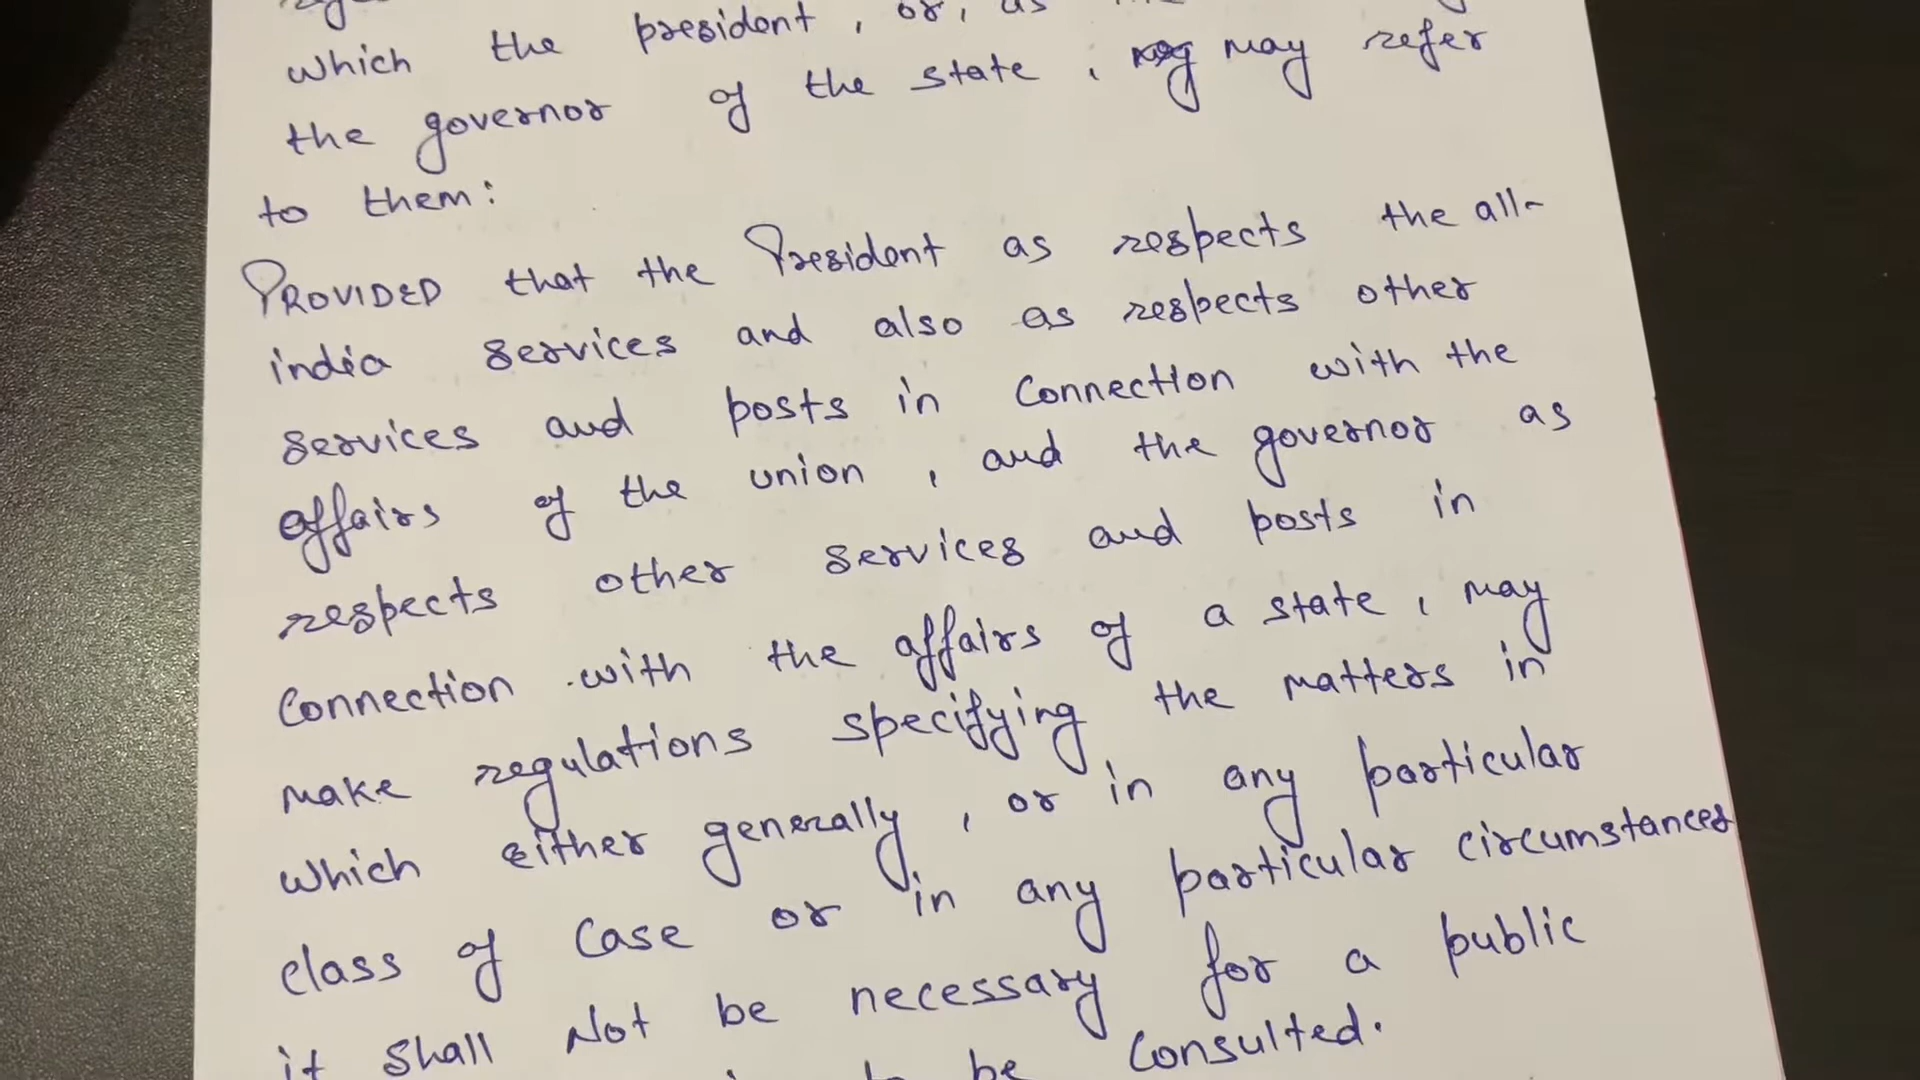 which the president, or, as
the governor of the state, may refer
to them:
PROVIDED that the President as respects the all-
india services and also as respects other
services and posts in connection with the
affairs of the union, and the governor as
respects other services and posts in
connection with the affairs of a state, may
make regulations specifying the matters in
which either generally, or in any particular
class of case or in any particular circumstances
it shall Not be necessary for a public
to be consulted.